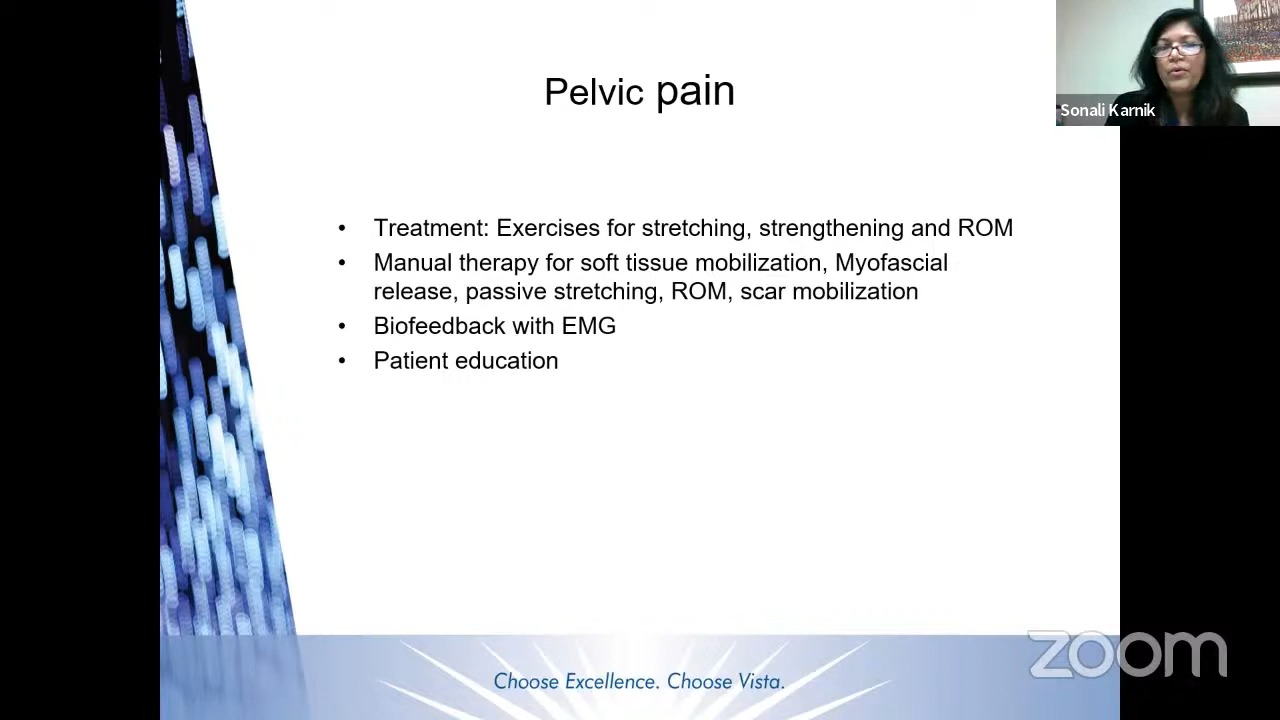 Pelvic pain
Sonali Karnik
• Treatment: Exercises for stretching, strengthening and ROM
• Manual therapy for soft tissue mobilization, Myofascial
release, passive stretching, ROM, scar mobilization
• Biofeedback with EMG
• Patient education
zoom
Choose Excellence. Choose Vista.